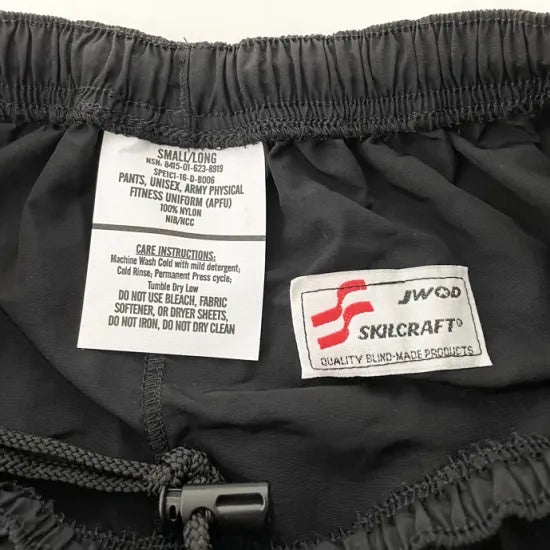 SMALL/LONG
NSN: 8415-01-623-8919
SPE1C1-16-D-B006
PANTS, UNISEX, ARMY PHYSICAL
FITNESS UNIFORM (APFU)
100% NYLON
NIB/NCC
CARE INSTRUCTIONS:
Machine Wash Cold with mild detergent;
Cold Rinse; Permanent Press cycle;
Tumble Dry Low
DO NOT USE BLEACH, FABRIC
SOFTENER, OR DRYER SHEETS,
DO NOT IRON, DO NOT DRY CLEAN
JWOD
SKILCRAFT®
QUALITY BLIND-MADE PRODUCTS